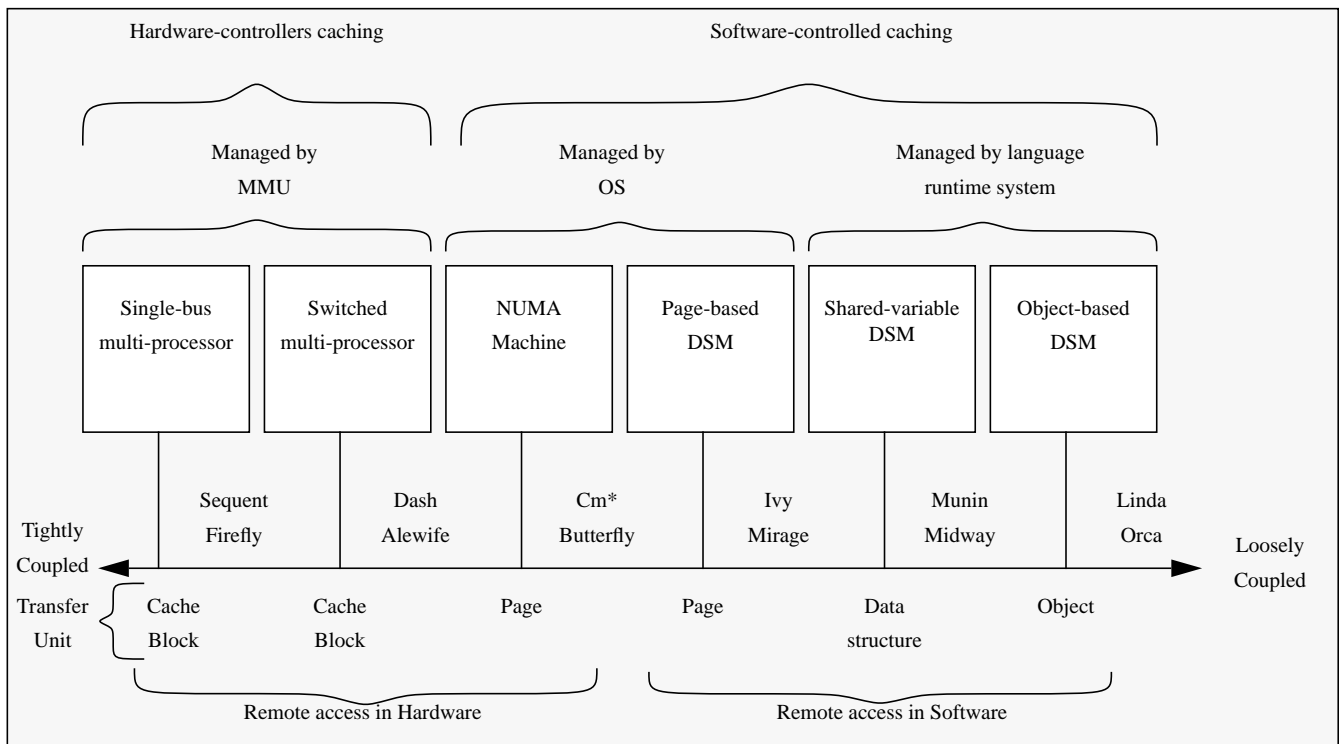 Hardware-controllers caching
Software-controlled caching
Managed by
MMU
Managed by
OS
Managed by language
runtime system
Single-bus
multi-processor
Switched
multi-processor
NUMA
Machine
Page-based
DSM
Shared-variable
DSM
Object-based
DSM
Sequent
Firefly
Dash
Alewife
Cm*
Butterfly
Ivy
Mirage
Munin
Midway
Linda
Orca
Tightly
Coupled
Loosely
Coupled
Transfer
Unit
Cache
Block
Cache
Block
Page
Page
Data
structure
Object
Remote access in Hardware
Remote access in Software